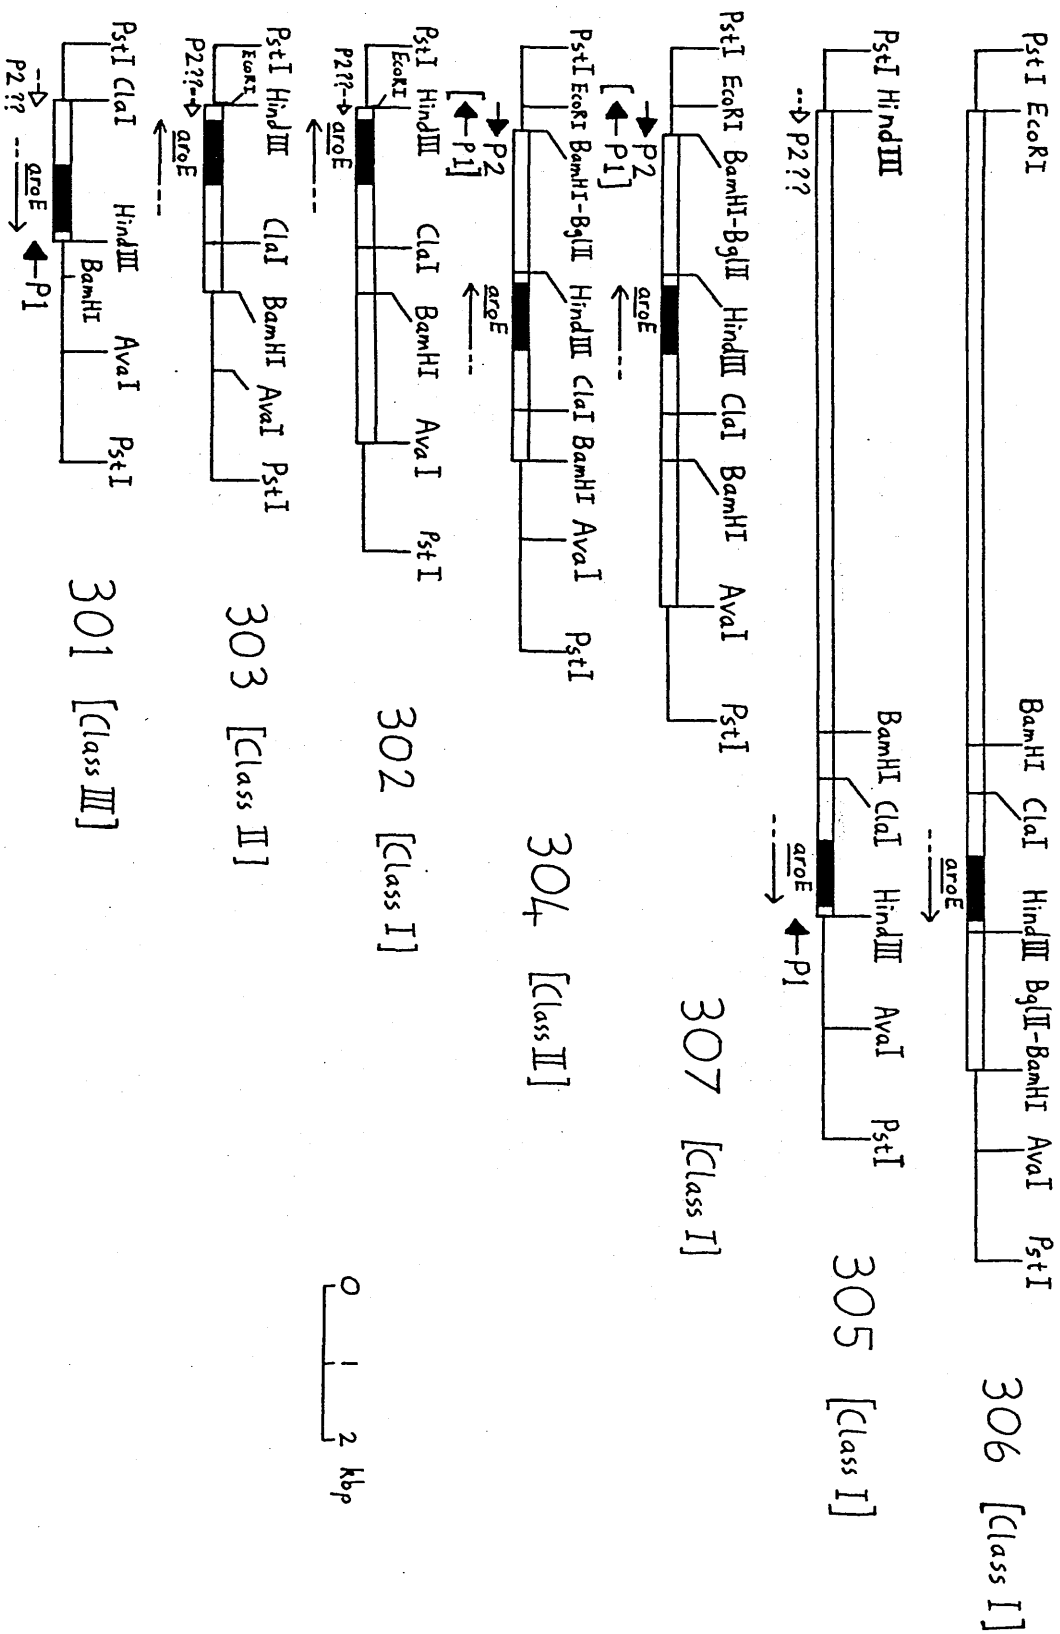 PstI EcoRI BamHI ClaI HindIII BglII-BamHI AvaI PstI
aroE
306 [Class I]
PstI HindIII BamHI ClaI HindIII AvaI PstI
P2?? aroE P1
305 [Class I]
PstI EcoRI BamHI-BglII HindIII ClaI BamHI AvaI PstI
P2
[P1] aroE
307 [Class I]
PstI EcoRI BamHI-BglII HindIII ClaI BamHI AvaI PstI
P2
[P1] aroE
304 [Class II]
PstI EcoRI HindIII ClaI BamHI AvaI PstI
P2?? aroE
302 [Class I]
PstI EcoRI HindIII ClaI BamHI AvaI PstI
P2?? aroE
303 [Class II]
PstI ClaI HindIII BamHI AvaI PstI
P2?? aroE P1
301 [Class III]
0 1 2 kbp